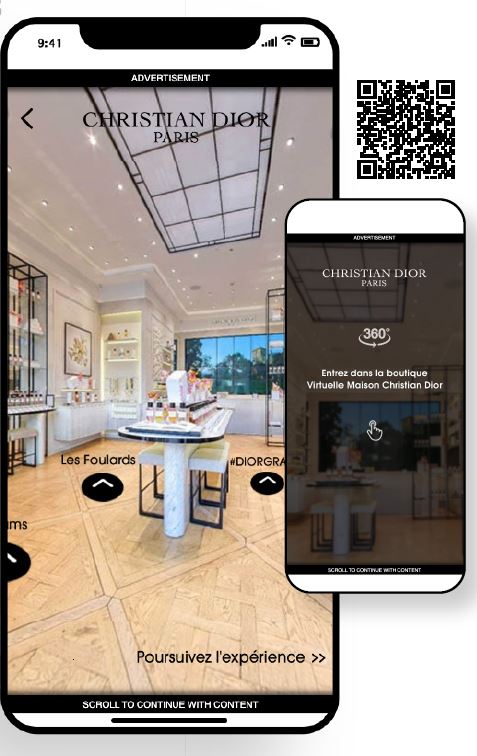 9:41
ADVERTISEMENT
CHRISTIAN DIOR
PARIS
Les Foulards
#DIORGRA
ums
Poursuivez l'expérience >>
SCROLL TO CONTINUE WITH CONTENT
ADVERTISEMENT
CHRISTIAN DIOR
PARIS
360°
Entrez dans la boutique
Virtuelle Maison Christian Dior
SCROLL TO CONTINUE WITH CONTENT